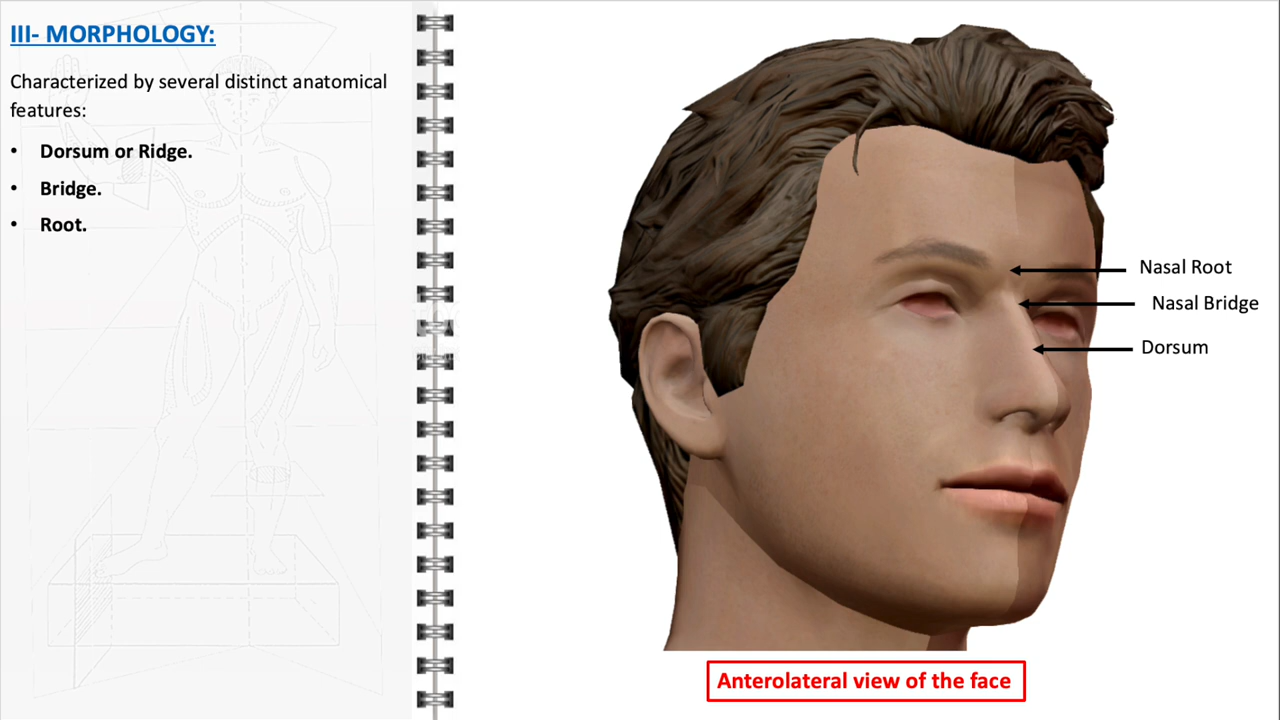 III- MORPHOLOGY:
Characterized by several distinct anatomical
features:
• Dorsum or Ridge.
• Bridge.
• Root.
Nasal Root
Nasal Bridge
Dorsum
Anterolateral view of the face